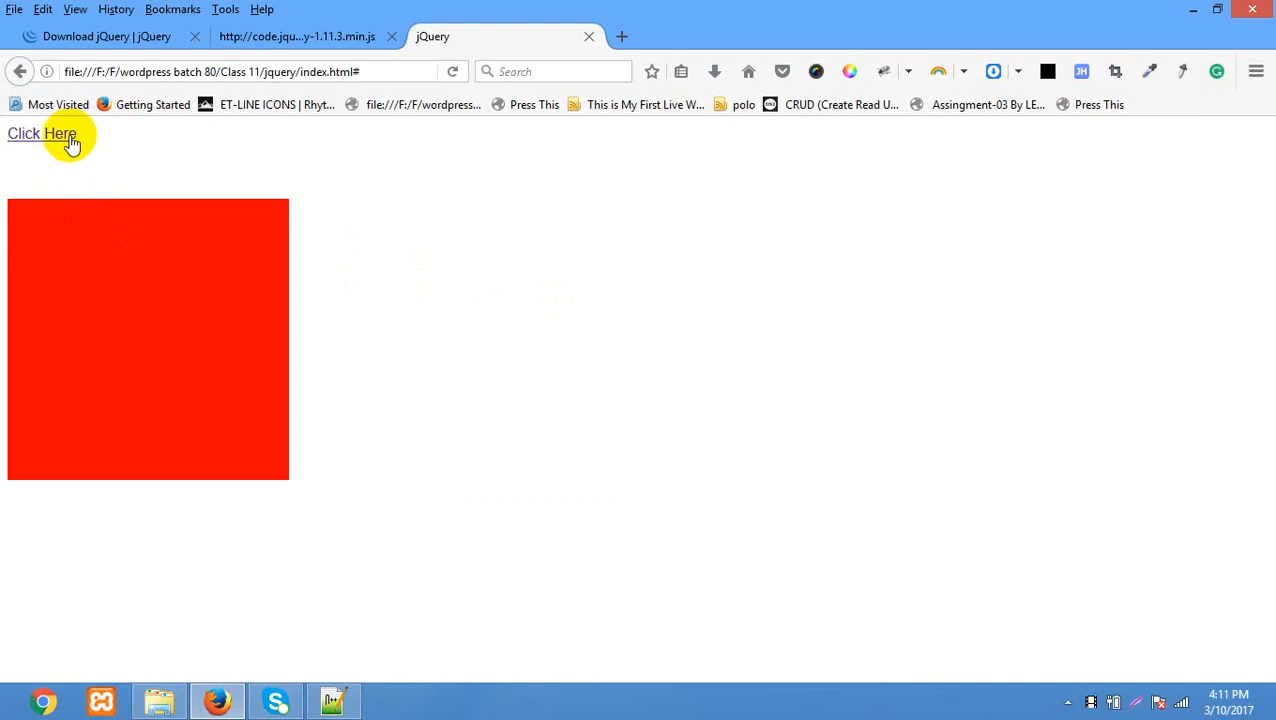 File Edit View History Bookmarks Tools Help
Download jQuery | jQuery http://code.jqu...y-1.11.3.min.js jQuery
file:///F:/F/wordpress batch 80/Class 11/jquery/index.html# Search
Most Visited Getting Started ET-LINE ICONS | Rhyt... file:///F:/F/wordpress... Press This This is My First Live W... polo CRUD (Create Read U... Assingment-03 By LE... Press This
Click Here
4:11 PM
3/10/2017